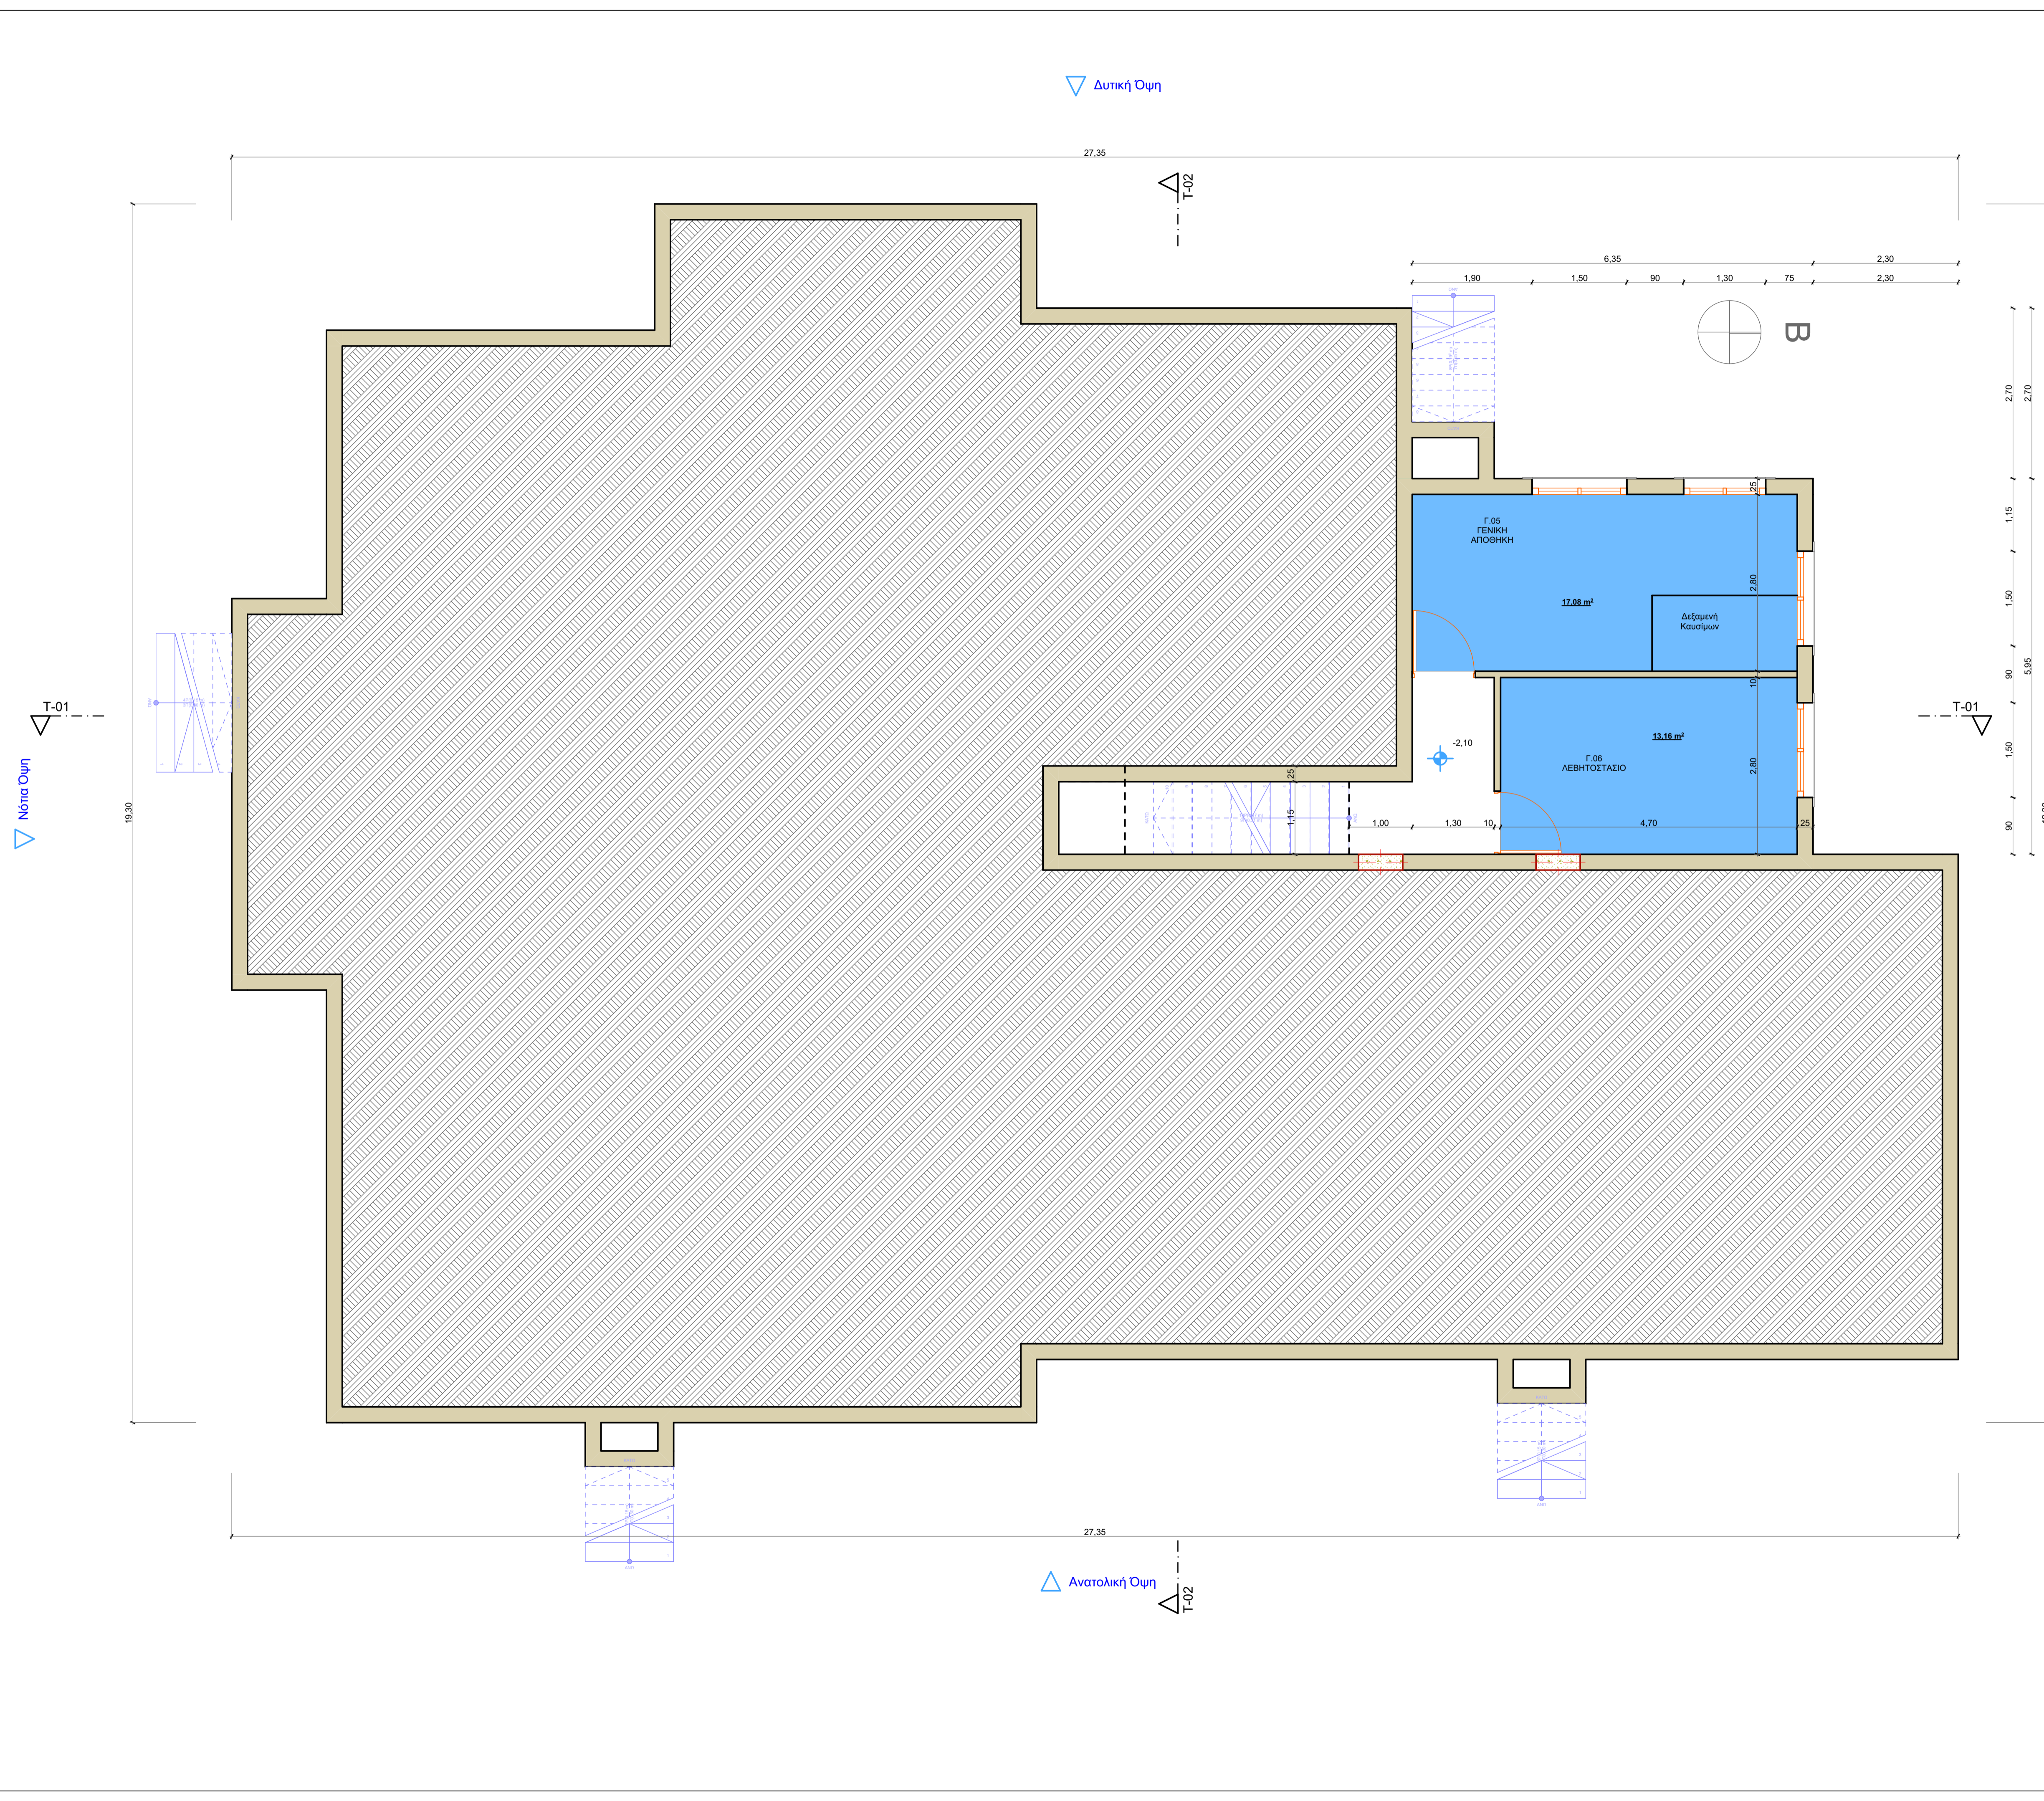 Δυτική Όψη
27,35
T-02
6,35
2,30
1,90
1,50
90
1,30
75
2,30
B
2,70
2,70
25
1,15
Γ.05
ΓΕΝΙΚΗ
ΑΠΟΘΗΚΗ
2,80
1,50
17.08 m²
Δεξαμενή
Καυσίμων
5,95
90
10
T-01
T-01
13.16 m²
-2,10
Γ.06
ΛΕΒΗΤΟΣΤΑΣΙΟ
2,80
1,50
25
Νότια Όψη
19,30
1,15
1,00
1,30
10
4,70
25
90
27,35
Ανατολική Όψη
T-02